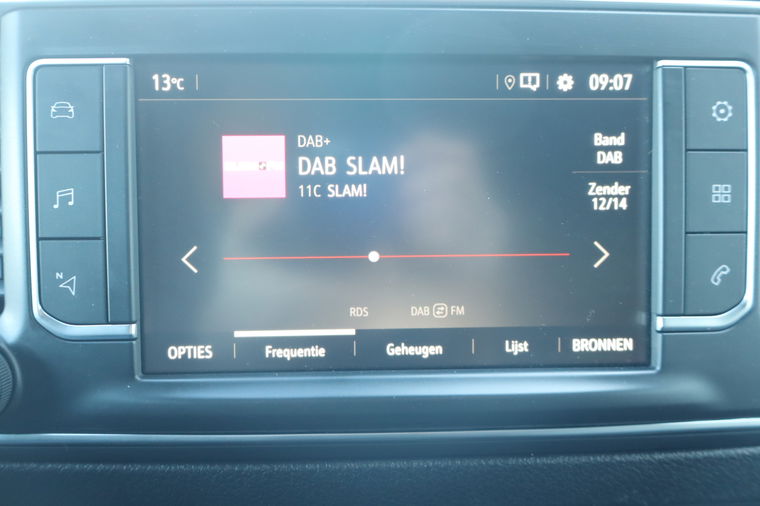 13°C
09:07
DAB+
DAB SLAM!
11C SLAM!
Band
DAB
Zender
12/14
N
RDS
DAB FM
OPTIES
Frequentie
Geheugen
Lijst
BRONNEN